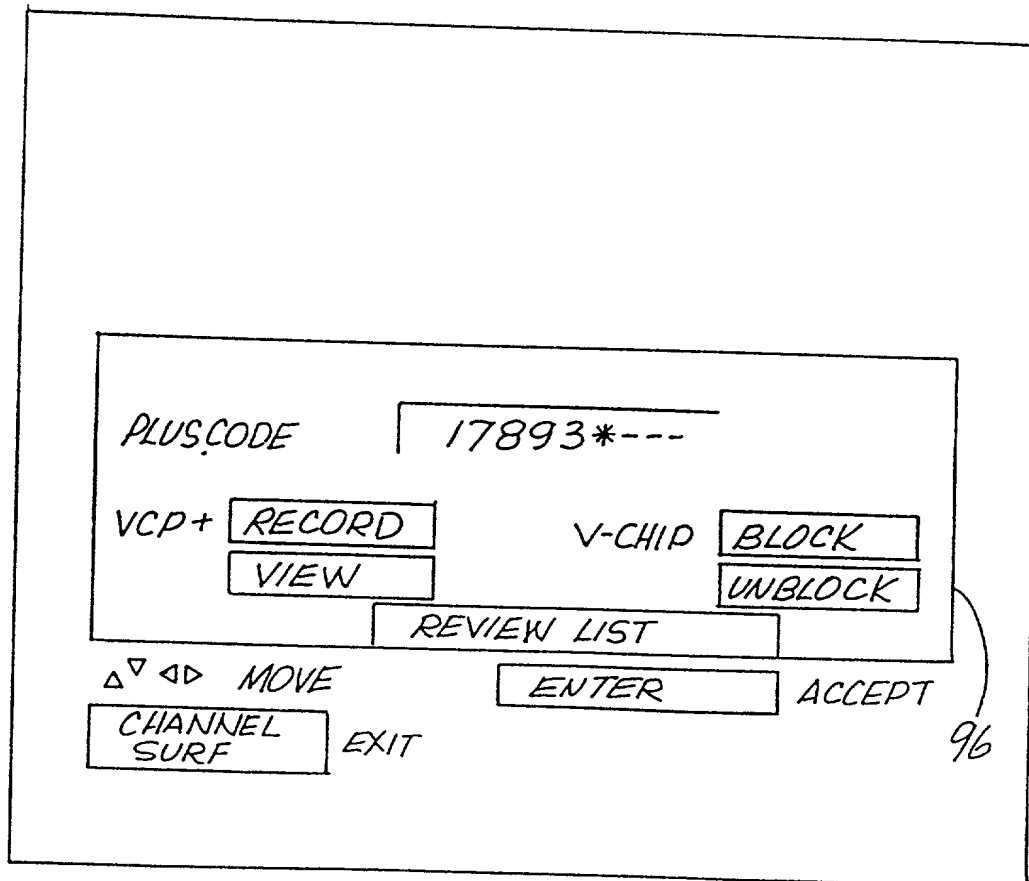 PLUS CODE 17893*---
VCP+ RECORD V-CHIP BLOCK
VIEW UNBLOCK
REVIEW LIST
△▽ ◁▷ MOVE ENTER ACCEPT
CHANNEL
SURF EXIT
96